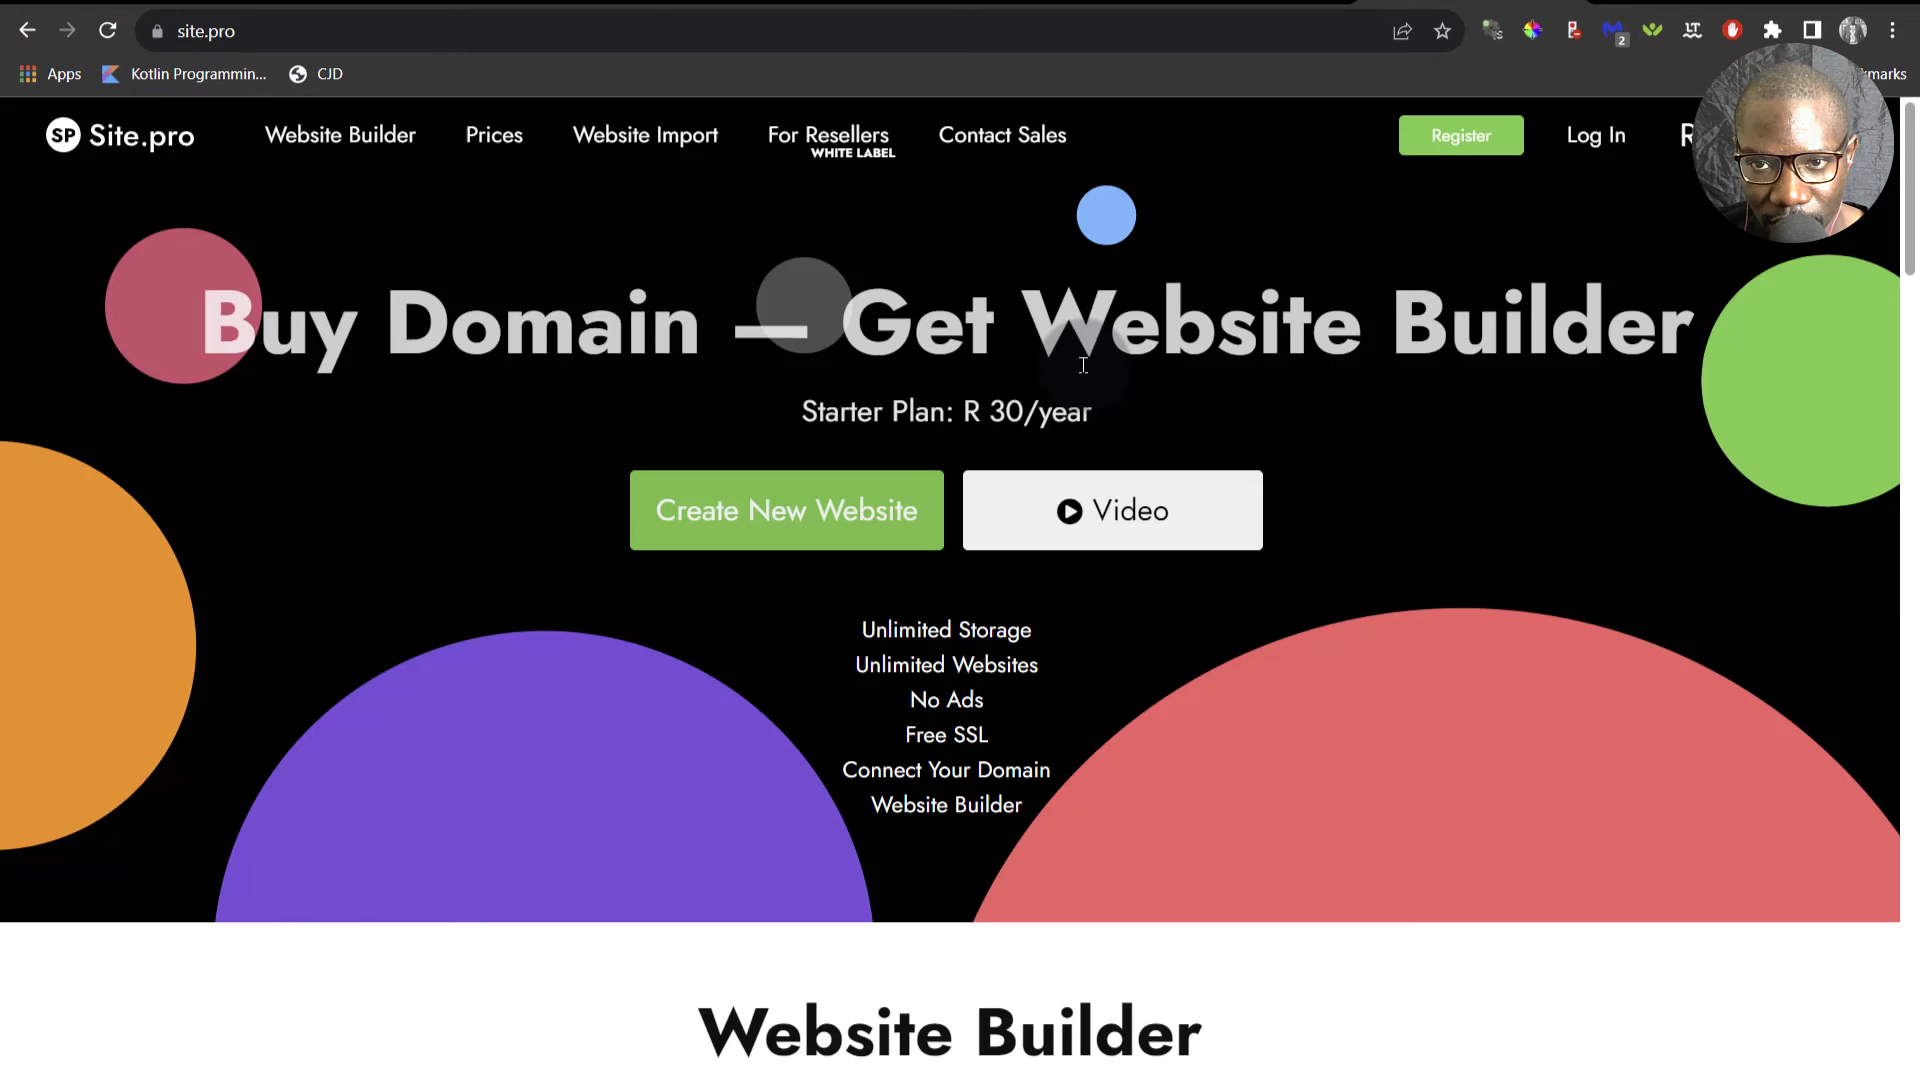 site.pro
2
Apps
Kotlin Programmin...
CJD
SP Site.pro
Website Builder
Prices
Website Import
For Resellers
WHITE LABEL
Contact Sales
Register
Log In
Buy Domain — Get Website Builder
Starter Plan: R 30/year
Create New Website
Video
Unlimited Storage
Unlimited Websites
No Ads
Free SSL
Connect Your Domain
Website Builder
Website Builder